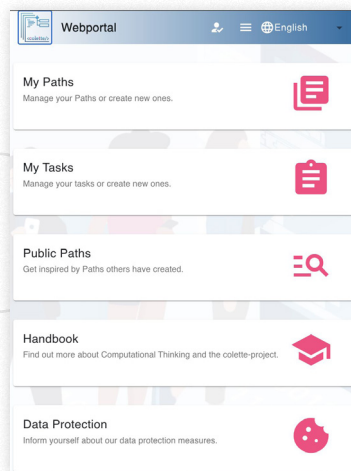 Webportal
English
My Paths
Manage your Paths or create new ones.
My Tasks
Manage your tasks or create new ones.
Public Paths
Get inspired by Paths others have created.
Handbook
Find out more about Computational Thinking and the colette-project.
Data Protection
Inform yourself about our data protection measures.